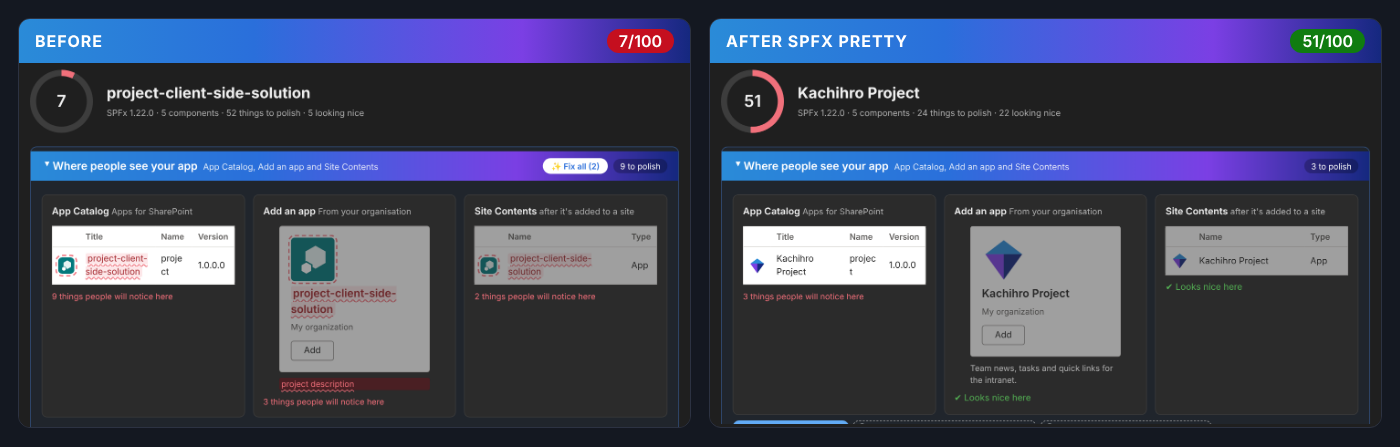 BEFORE
7/100
7
project-client-side-solution
SPFx 1.22.0 · 5 components · 52 things to polish · 5 looking nice
Where people see your app App Catalog, Add an app and Site Contents
✨ Fix all (2)
9 to polish
App Catalog Apps for SharePoint
Title Name Version
project-client-
side-solution
proje
ct
1.0.0.0
9 things people will notice here
Add an app From your organisation
project-client-side-
solution
My organization
Add
project description
3 things people will notice here
Site Contents after it's added to a site
Name Type
project-client-side-
solution
App
2 things people will notice here
AFTER SPFX PRETTY
51/100
51
Kachihro Project
SPFx 1.22.0 · 5 components · 24 things to polish · 22 looking nice
Where people see your app App Catalog, Add an app and Site Contents
3 to polish
App Catalog Apps for SharePoint
Title Name Version
Kachihro
Project
projec
t
1.0.0.0
3 things people will notice here
Add an app From your organisation
Kachihro Project
My organization
Add
Team news, tasks and quick links for
the intranet.
✔ Looks nice here
Site Contents after it's added to a site
Name Type
Kachihro Project App
✔ Looks nice here